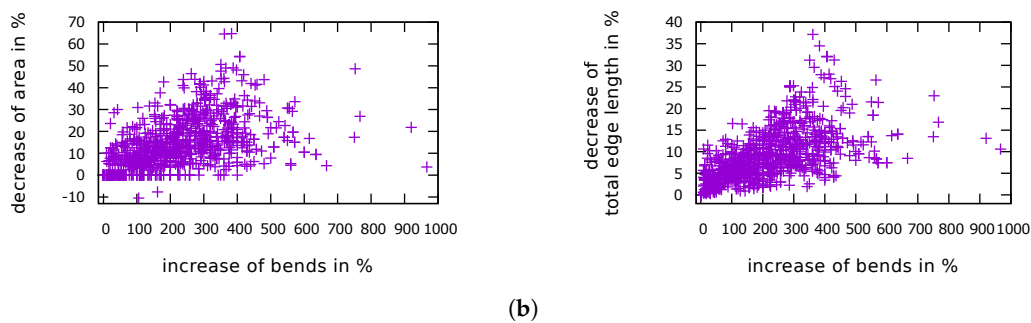 decrease of area in %
70
60
50
40
30
20
10
0
-10
0 100 200 300 400 500 600 700 800 900 1000
increase of bends in %
decrease of
total edge length in %
40
35
30
25
20
15
10
5
0
0 100 200 300 400 500 600 700 800 900 1000
increase of bends in %
(b)